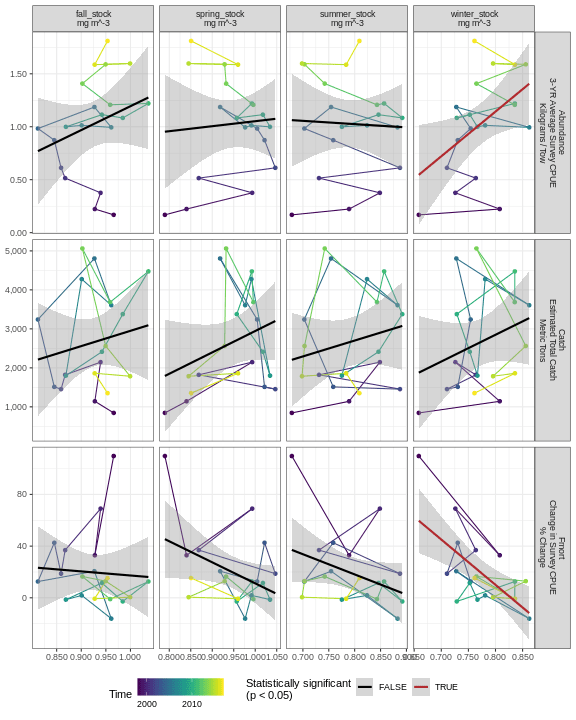 fall_stock
mg m^-3
spring_stock
mg m^-3
summer_stock
mg m^-3
winter_stock
mg m^-3
1.50
1.00
0.50
0.00
Abundance
3-YR Average Survey CPUE
Kilograms / Tow
5,000
4,000
3,000
2,000
1,000
Catch
Estimated Total Catch
Metric Tons
80
40
0
Fmort
Change in Survey CPUE
% Change
0.850 0.900 0.950 1.000
0.8000 0.8500 0.9000 0.9500 1.000 1.050
0.700 0.750 0.800 0.850 0.900
0.650 0.700 0.750 0.800 0.850
Time
2000 2010
Statistically significant
(p < 0.05)
FALSE
TRUE